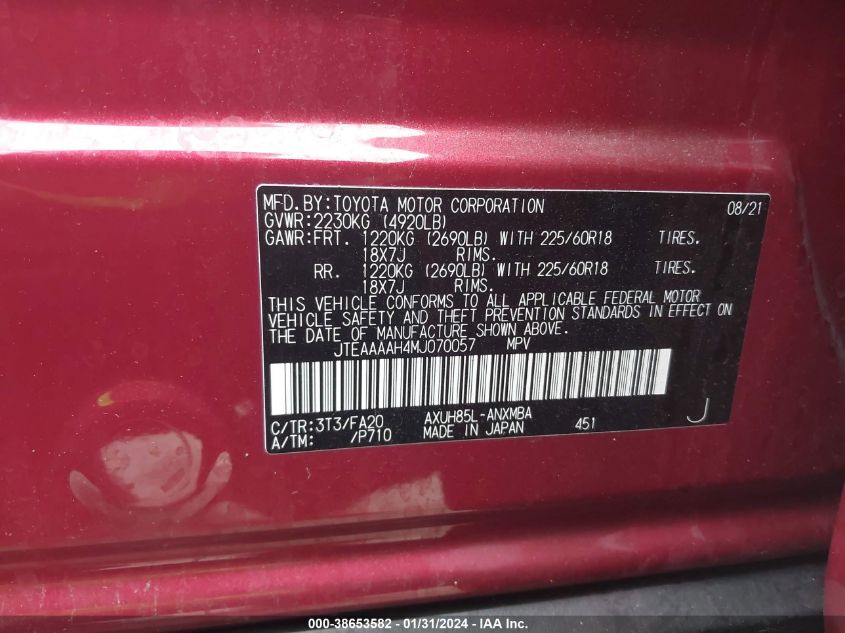 MFD.BY:TOYOTA MOTOR CORPORATION 08/21
GVWR:2230KG (4920LB)
GAWR:FRT. 1220KG (2690LB) WITH 225/60R18 TIRES.
18X7J RIMS.
RR. 1220KG (2690LB) WITH 225/60R18 TIRES.
18X7J RIMS.
THIS VEHICLE CONFORMS TO ALL APPLICABLE FEDERAL MOTOR
VEHICLE SAFETY AND THEFT PREVENTION STANDARDS IN EFFECT ON
THE DATE OF MANUFACTURE SHOWN ABOVE.
JTEAAAAH4MJ070057 MPV
C/TR:3T3/FA20 AXUH85L-ANXMBA 451 J
A/TM: /P710 MADE IN JAPAN
000-38653582 - 01/31/2024 - IAA Inc.